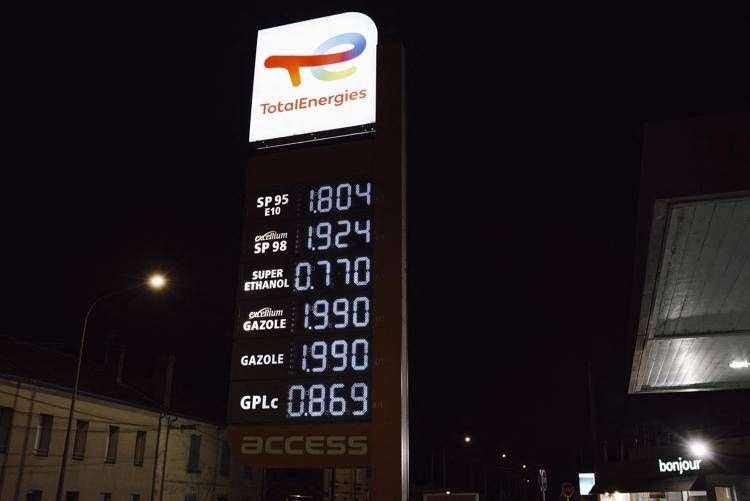 TotalEnergies
SP 95 E10 1.804
excellium SP 98 1.924
SUPER ETHANOL 0.770
excellium GAZOLE 1.990
GAZOLE 1.990
GPLc 0.869
access
bonjour